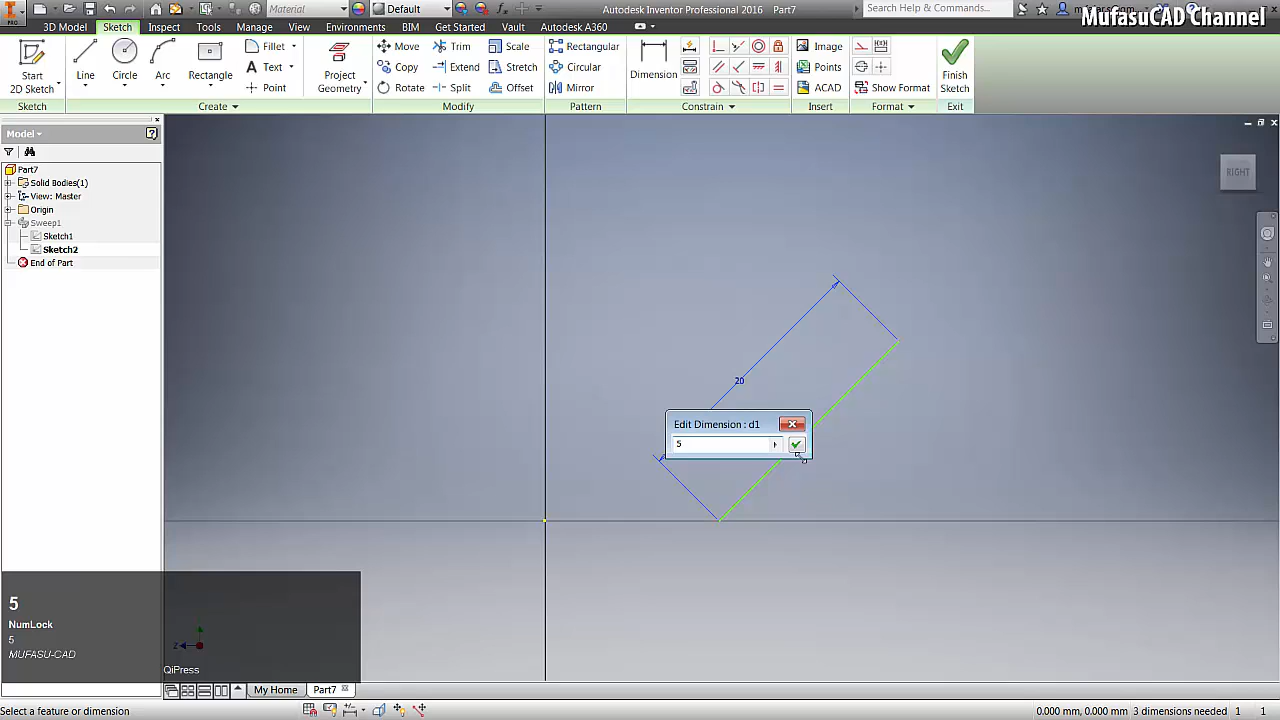 Material
Default
Autodesk Inventor Professional 2016 Part7
Search Help & Commands...
MufasuCAD Channel
3D Model Sketch Inspect Tools Manage View Environments BIM Get Started Vault Autodesk A360
Start
2D Sketch
Line
Circle
Arc
Rectangle
Fillet
Text
Point
Project
Geometry
Move
Copy
Rotate
Trim
Extend
Split
Scale
Stretch
Offset
Rectangular
Circular
Mirror
Dimension
Image
Points
ACAD
Show Format
Finish
Sketch
Sketch Create Modify Pattern Constrain Insert Format Exit
Model
Part7
Solid Bodies(1)
View: Master
Origin
Sweep1
Sketch1
Sketch2
End of Part
RIGHT
20
Edit Dimension : d1
5
5
NumLock
5
MUFASU-CAD
Z
QiPress
My Home Part7
Select a feature or dimension
0.000 mm, 0.000 mm 3 dimensions needed 1 1